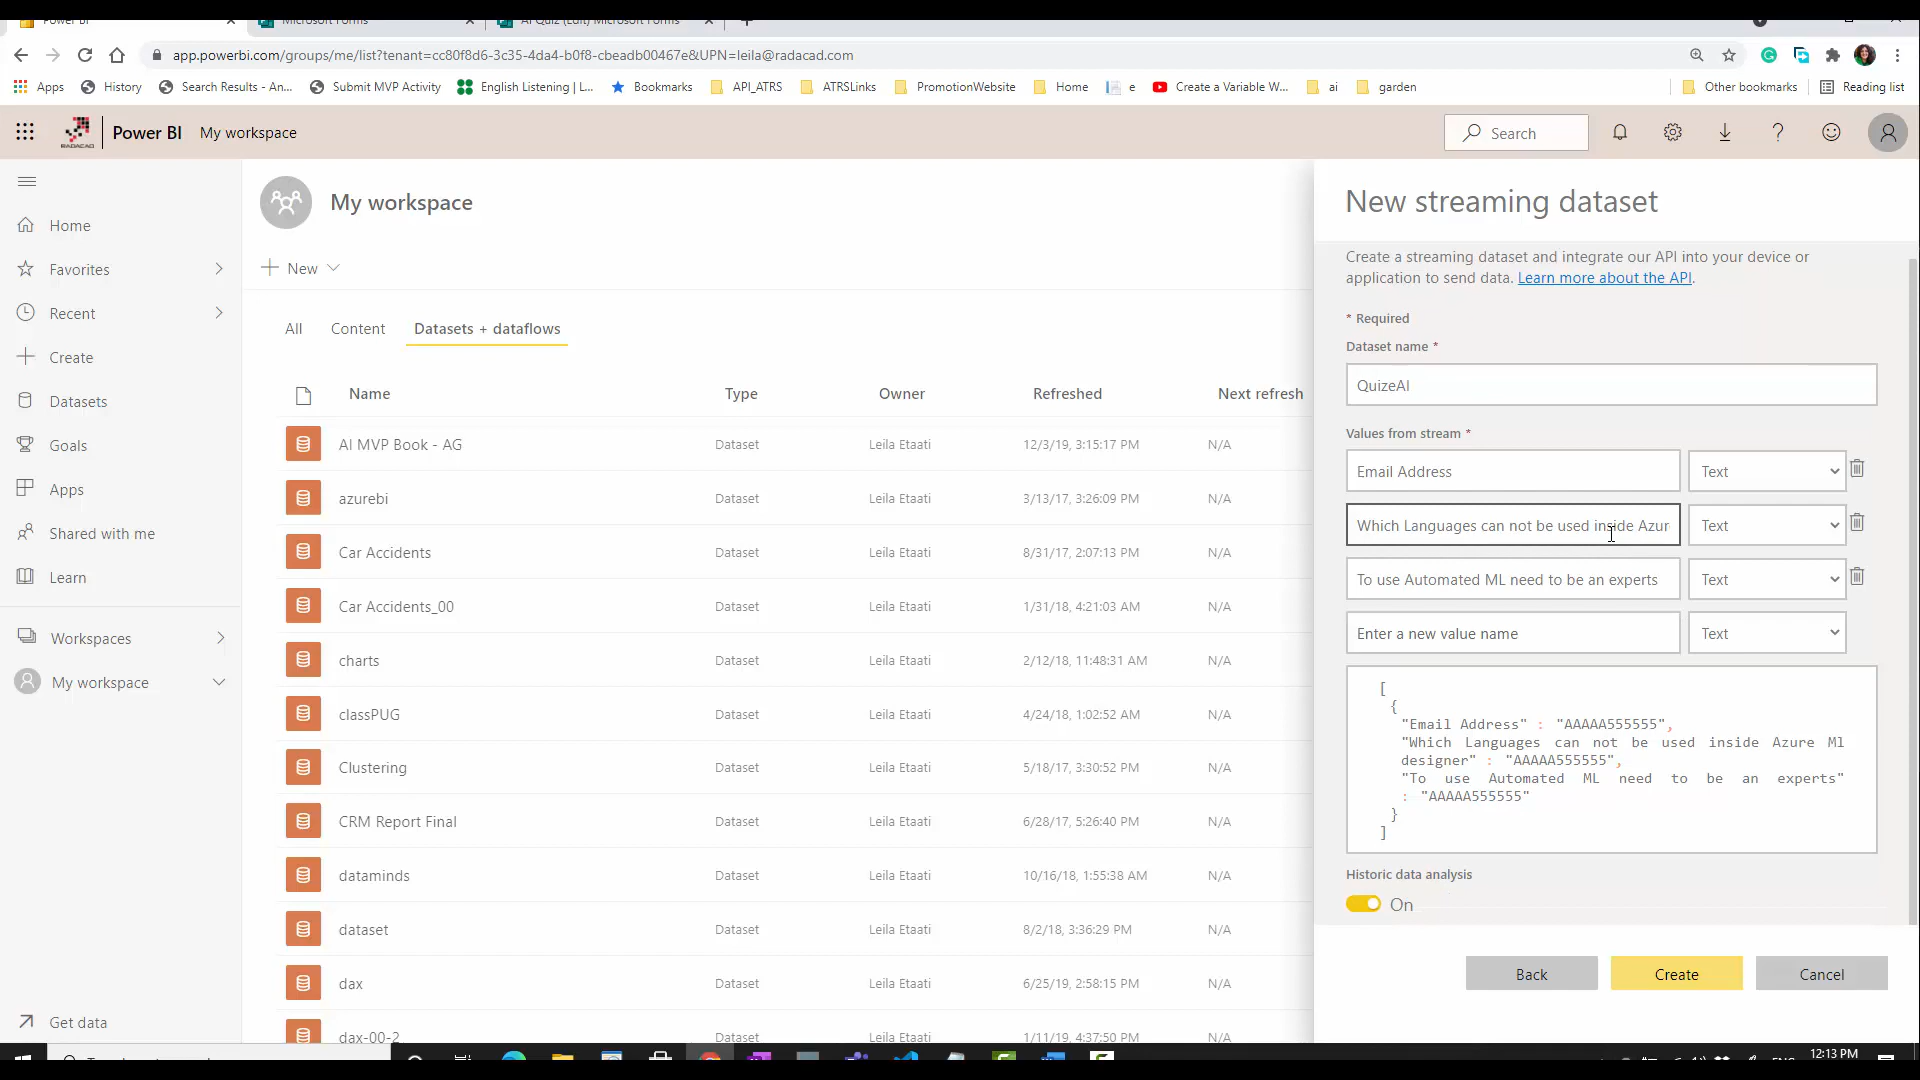 Power BI
Microsoft Forms
AI Quiz (Edit) Microsoft Forms
app.powerbi.com/groups/me/list?tenant=cc80f8d6-3c35-4da4-b0f8-cbeadb00467e&UPN=leila@radacad.com
Apps
History
Search Results - An...
Submit MVP Activity
English Listening | L...
Bookmarks
API_ATRS
ATRSLinks
PromotionWebsite
Home
e
Create a Variable W...
ai
garden
Other bookmarks
Reading list
RADACAD
Power BI My workspace
Search
Home
Favorites
Recent
Create
Datasets
Goals
Apps
Shared with me
Learn
Workspaces
My workspace
Get data
My workspace
New
All Content Datasets + dataflows
Name Type Owner Refreshed Next refresh
AI MVP Book - AG Dataset Leila Etaati 12/3/19, 3:15:17 PM N/A
azurebi Dataset Leila Etaati 3/13/17, 3:26:09 PM N/A
Car Accidents Dataset Leila Etaati 8/31/17, 2:07:13 PM N/A
Car Accidents_00 Dataset Leila Etaati 1/31/18, 4:21:03 AM N/A
charts Dataset Leila Etaati 2/12/18, 11:48:31 AM N/A
classPUG Dataset Leila Etaati 4/24/18, 1:02:52 AM N/A
Clustering Dataset Leila Etaati 5/18/17, 3:30:52 PM N/A
CRM Report Final Dataset Leila Etaati 6/28/17, 5:26:40 PM N/A
dataminds Dataset Leila Etaati 10/16/18, 1:55:38 AM N/A
dataset Dataset Leila Etaati 8/2/18, 3:36:29 PM N/A
dax Dataset Leila Etaati 6/25/19, 2:58:15 PM N/A
dax-00-2 Dataset Leila Etaati 1/11/19, 4:37:50 PM N/A
New streaming dataset
Create a streaming dataset and integrate our API into your device or
application to send data. Learn more about the API.
* Required
Dataset name *
QuizeAI
Values from stream *
Email Address Text
Which Languages can not be used inside Azur Text
To use Automated ML need to be an experts Text
Enter a new value name Text
[
{
"Email Address" : "AAAAA555555",
"Which Languages can not be used inside Azure Ml
designer" : "AAAAA555555",
"To use Automated ML need to be an experts"
: "AAAAA555555"
}
]
Historic data analysis
On
Back Create Cancel
12:13 PM